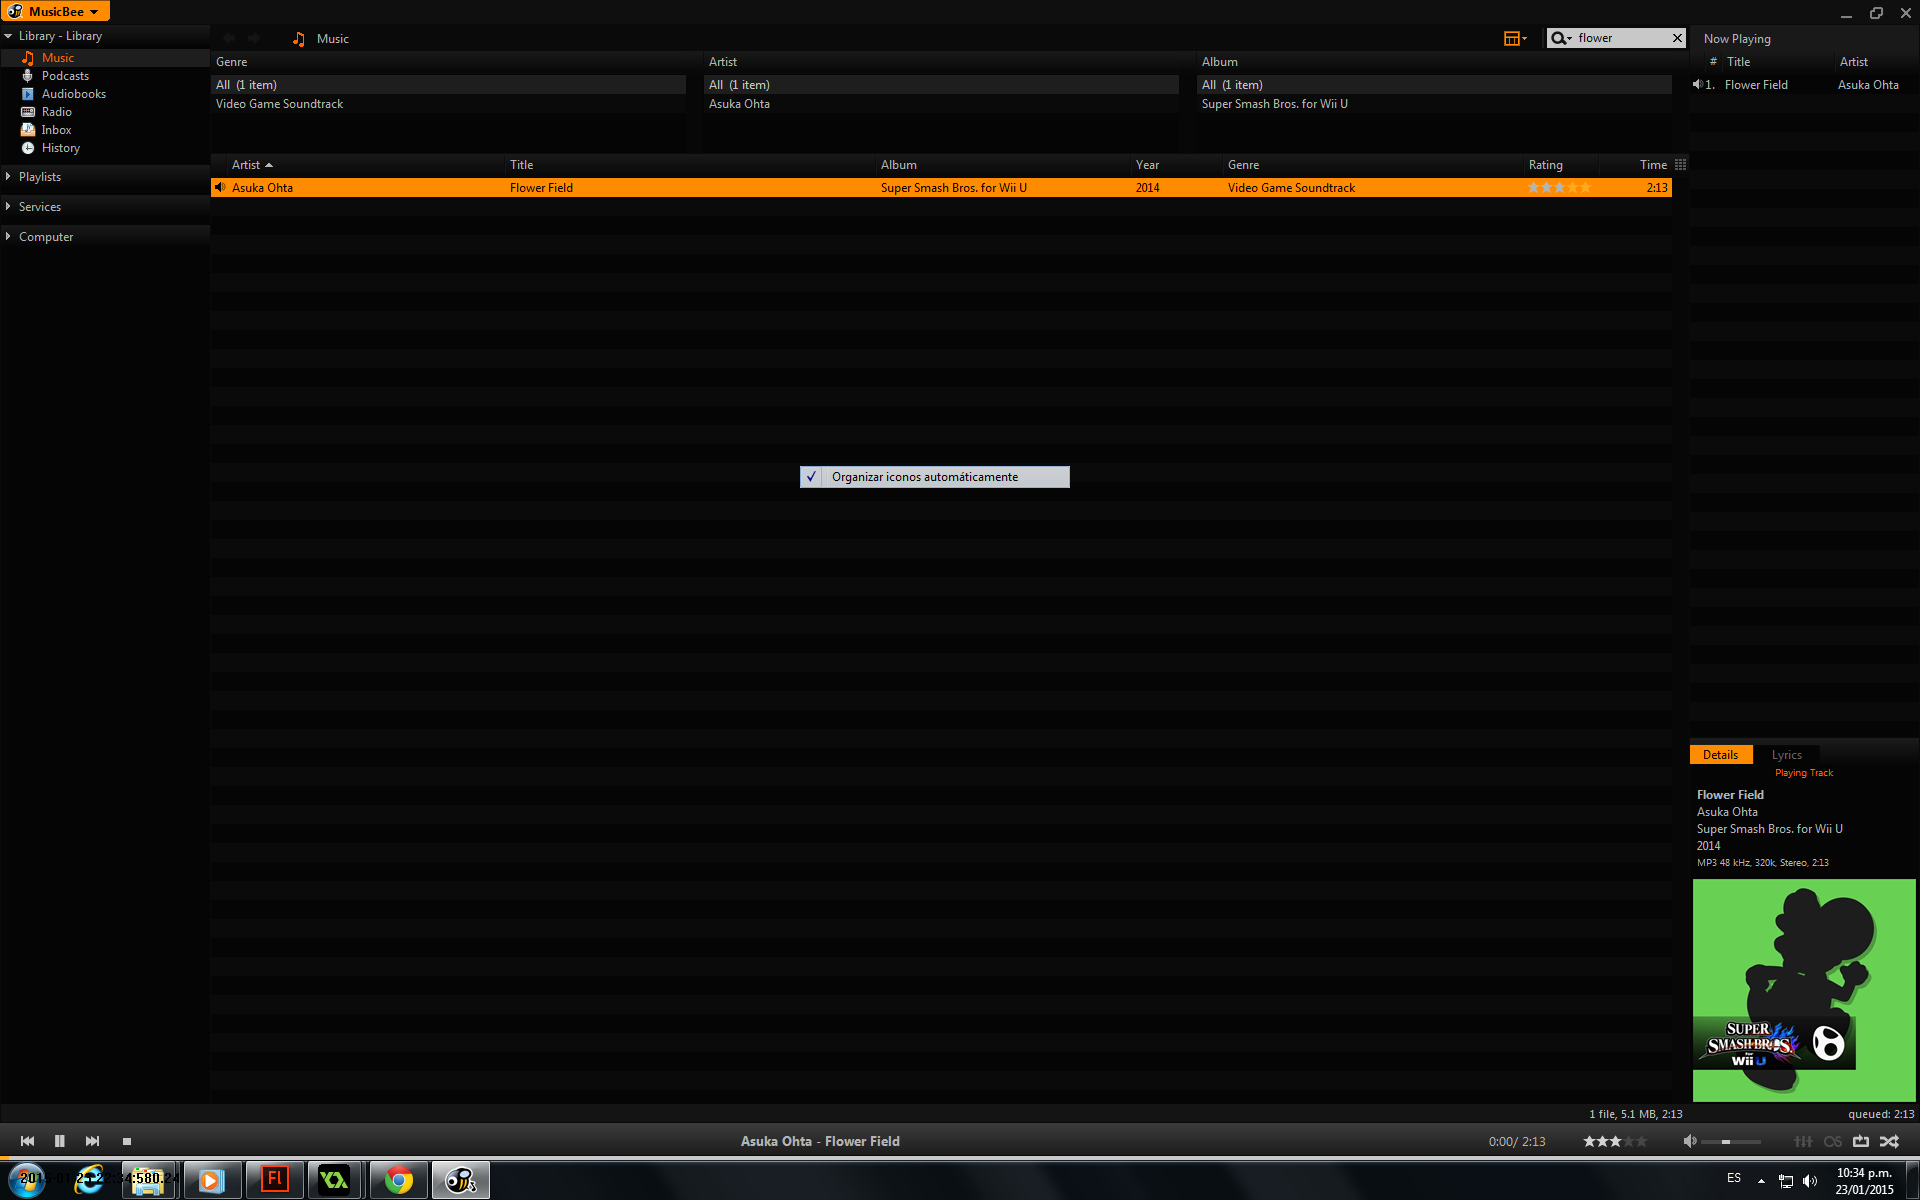 MusicBee
Library - Library
Music
Podcasts
Audiobooks
Radio
Inbox
History
Playlists
Services
Computer
Music
flower
Genre
Artist
Album
All (1 item)
All (1 item)
All (1 item)
Video Game Soundtrack
Asuka Ohta
Super Smash Bros. for Wii U
Artist Title Album Year Genre Rating Time
Asuka Ohta Flower Field Super Smash Bros. for Wii U 2014 Video Game Soundtrack 2:13
Organizar iconos automáticamente
Now Playing
# Title Artist
1. Flower Field Asuka Ohta
Details Lyrics
Playing Track
Flower Field
Asuka Ohta
Super Smash Bros. for Wii U
2014
MP3 48 kHz, 320k, Stereo, 2:13
SUPER
SMASH BROS.
for
Wii U
1 file, 5.1 MB, 2:13
queued: 2:13
Asuka Ohta - Flower Field
0:00/ 2:13
Fl
ES
10:34 p.m.
23/01/2015